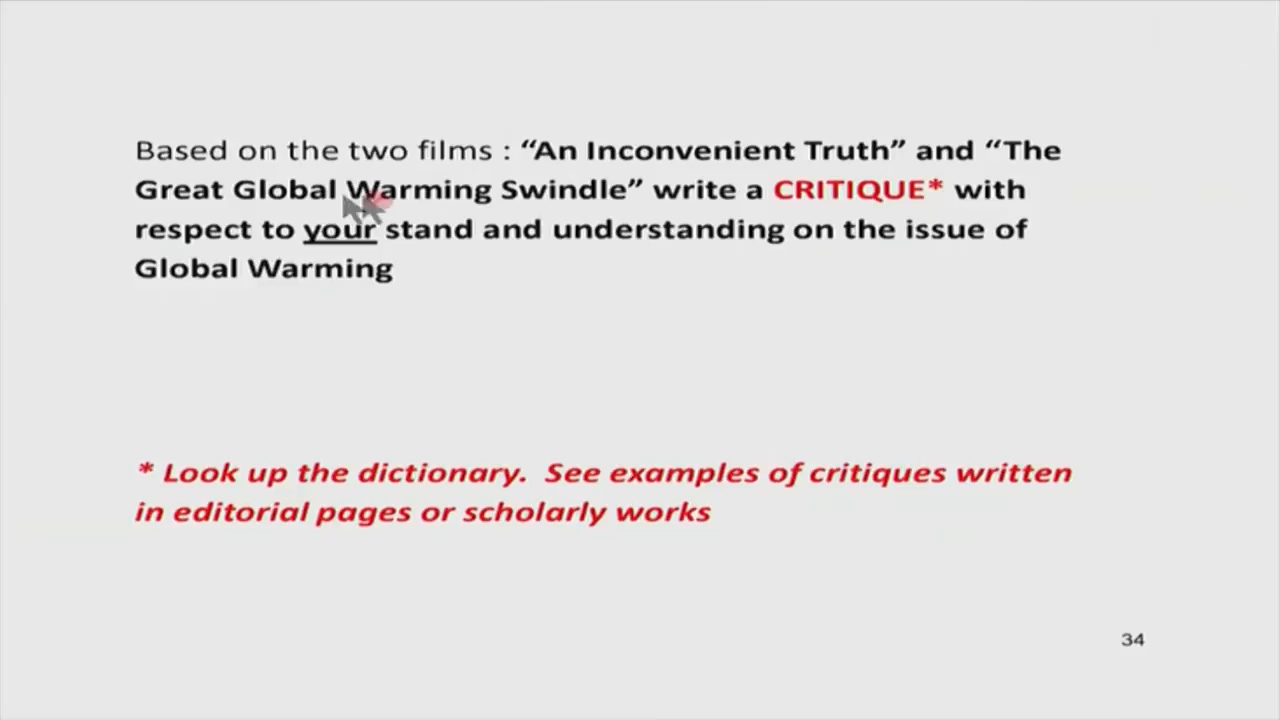 Based on the two films : “An Inconvenient Truth” and “The
Great Global Warming Swindle” write a CRITIQUE* with
respect to your stand and understanding on the issue of
Global Warming
* Look up the dictionary. See examples of critiques written
in editorial pages or scholarly works
34